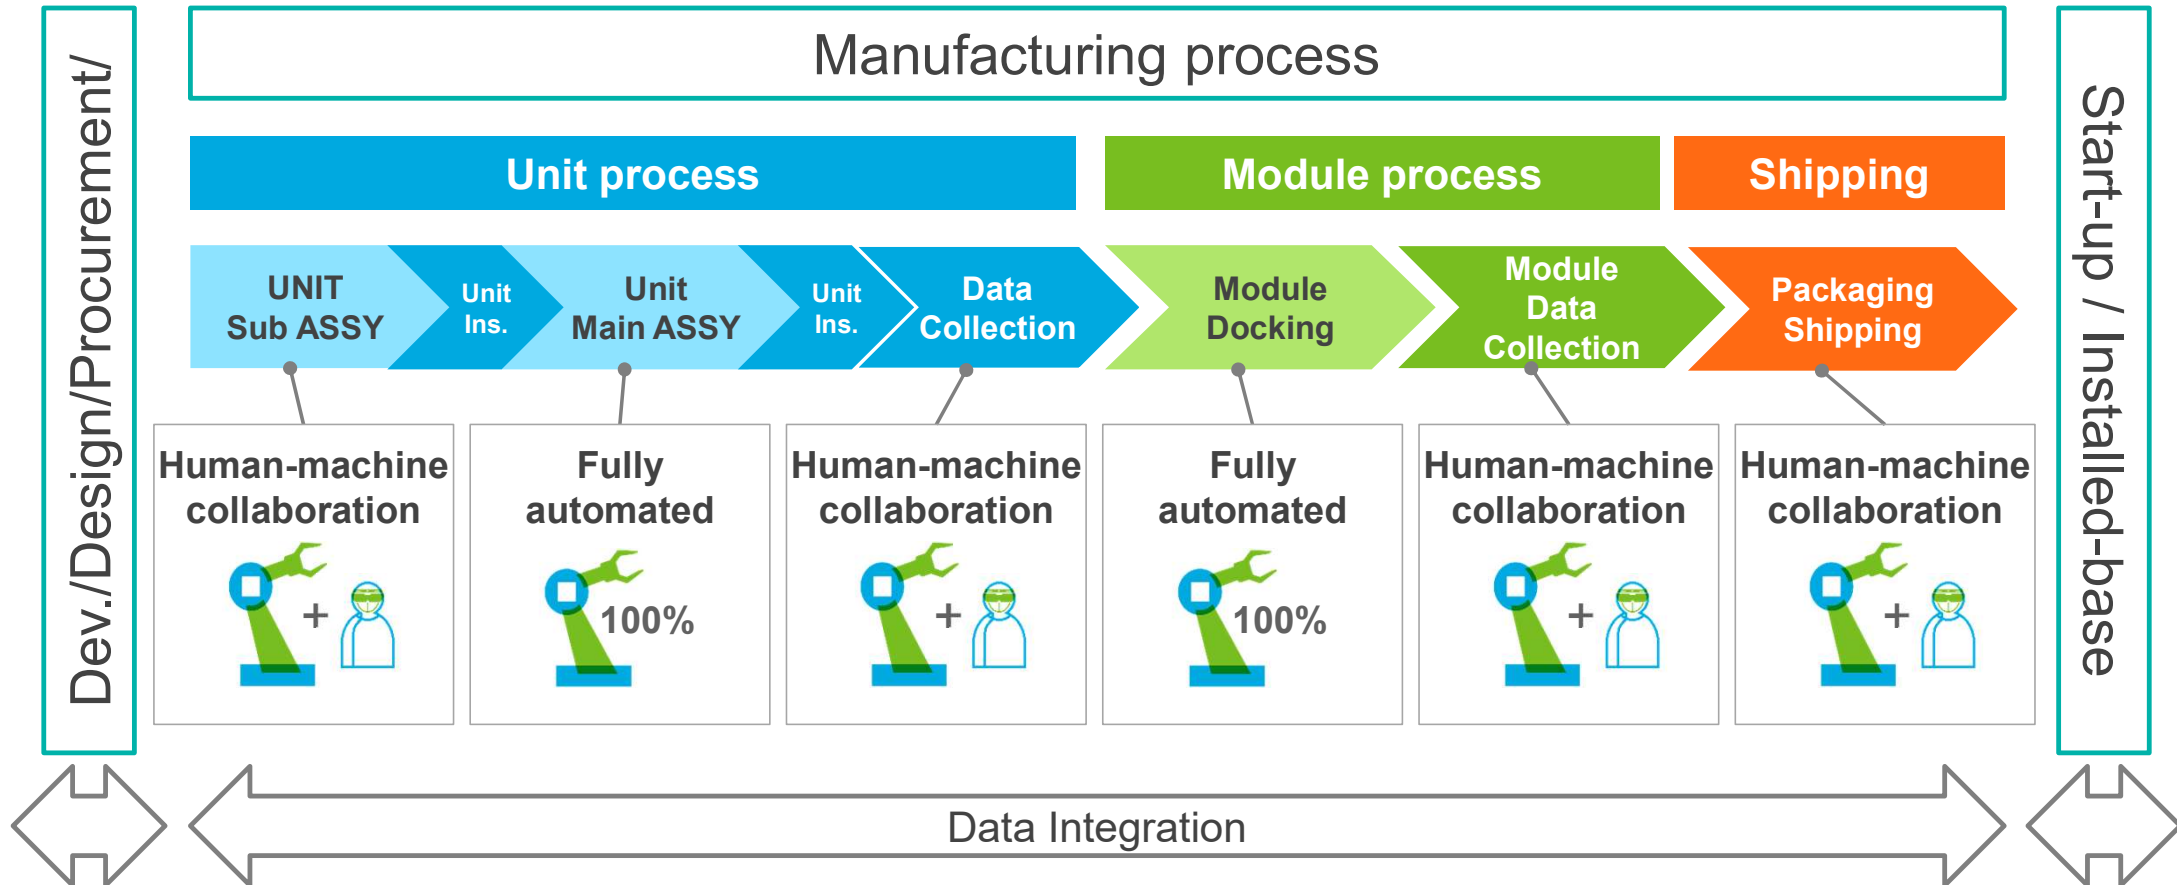 Manufacturing process
Dev./Design/Procurement/
Start-up / Installed-base
Unit process
Module process
Shipping
UNIT
Sub ASSY
Unit
Ins.
Unit
Main ASSY
Unit
Ins.
Data
Collection
Module
Docking
Module
Data
Collection
Packaging
Shipping
Human-machine
collaboration
+
Fully
automated
100%
Human-machine
collaboration
+
Fully
automated
100%
Human-machine
collaboration
+
Human-machine
collaboration
+
Data Integration